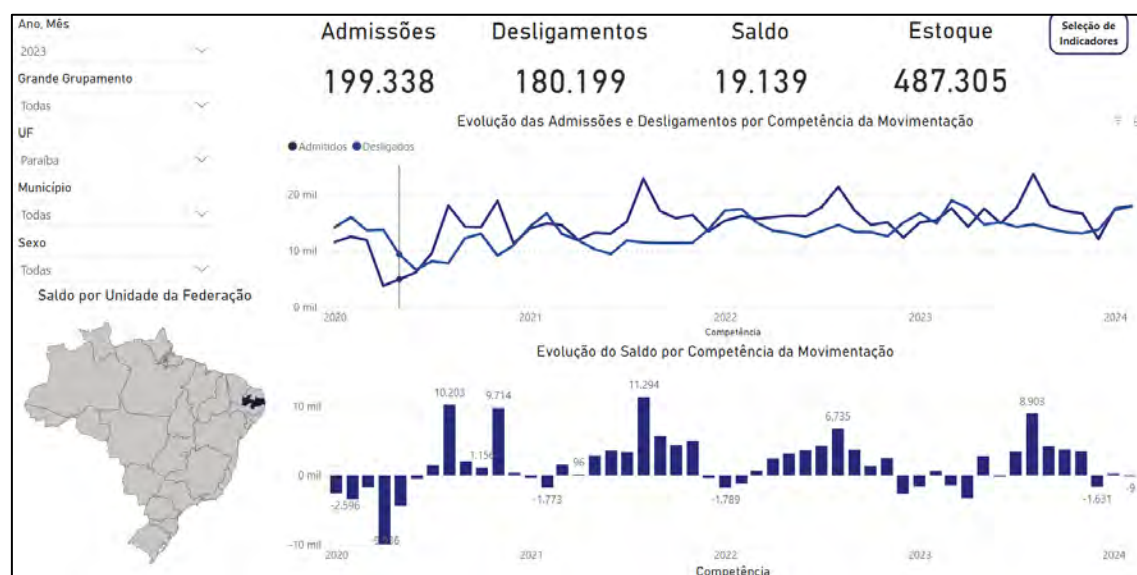 Ano, Mês
2023
Grande Grupamento
Todas
UF
Paraíba
Município
Todas
Sexo
Todas
Saldo por Unidade da Federação
Admissões Desligamentos Saldo Estoque
Seleção de
Indicadores
199.338 180.199 19.139 487.305
Evolução das Admissões e Desligamentos por Competência da Movimentação
Admitidos Desligados
20 mil
10 mil
0 mil
2020 2021 2022 2023 2024
Competência
Evolução do Saldo por Competência da Movimentação
11.294
10.203
9.714
8.903
6.735
10 mil
1.156
96
0 mil
-2.596
-1.773
-1.789
-1.631
-9
-10 mil
2020 2021 2022 2023 2024
Competência